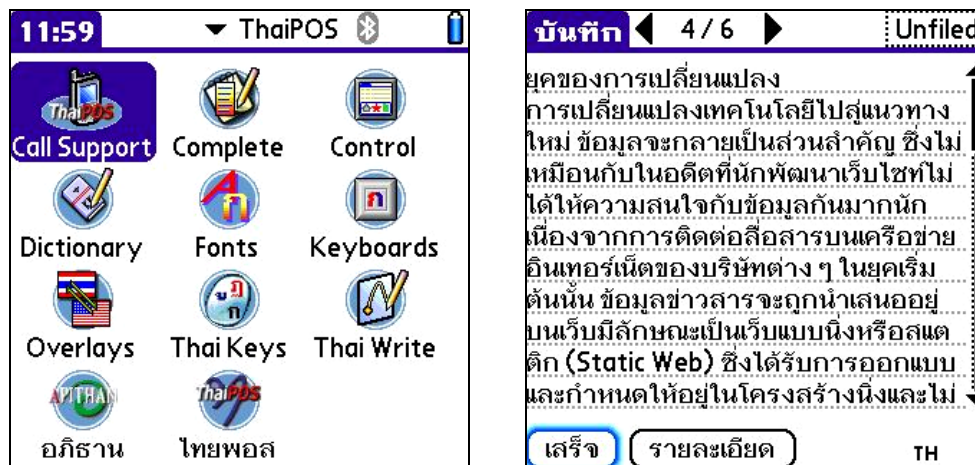 11:59 ThaiPOS
ThaiPOS
Call Support Complete Control
Dictionary Fonts Keyboards
Overlays Thai Keys Thai Write
APITHAN ThaiPOS
อภิธาน ไทยพอส
บันทึก 4/6 Unfiled
ยุคของการเปลี่ยนแปลง
การเปลี่ยนแปลงเทคโนโลยีไปสู่แนวทาง
ใหม่ ข้อมูลจะกลายเป็นส่วนสำคัญ ซึ่งไม่
เหมือนกับในอดีตที่นักพัฒนาเว็บไซท์ไม่
ได้ให้ความสนใจกับข้อมูลกันมากนัก
เนื่องจากการติดต่อสื่อสารบนเครือข่าย
อินเทอร์เน็ตของบริษัทต่าง ๆ ในยุคเริ่ม
ต้นนั้น ข้อมูลข่าวสารจะถูกนำเสนออยู่
บนเว็บมีลักษณะเป็นเว็บแบบนิ่งหรือสแต
ติก (Static Web) ซึ่งได้รับการออกแบบ
และกำหนดให้อยู่ในโครงสร้างนิ่งและไม่
เสร็จ รายละเอียด TH